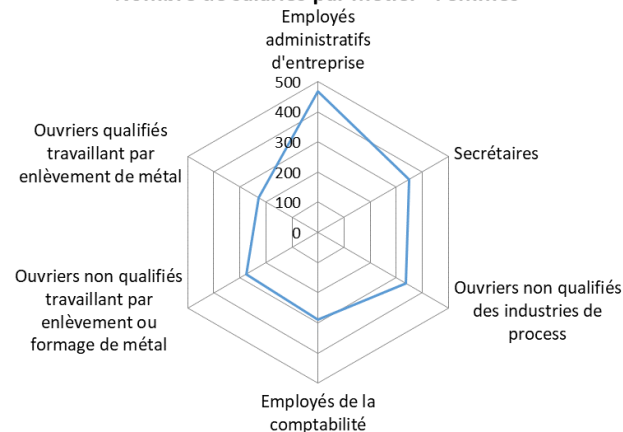 Employés
administratifs
d'entreprise
500
400
300
200
100
0
Secrétaires
Ouvriers non qualifiés
des industries de
process
Employés de la
comptabilité
Ouvriers non qualifiés
travaillant par
enlèvement ou
formage de métal
Ouvriers qualifiés
travaillant par
enlèvement de métal